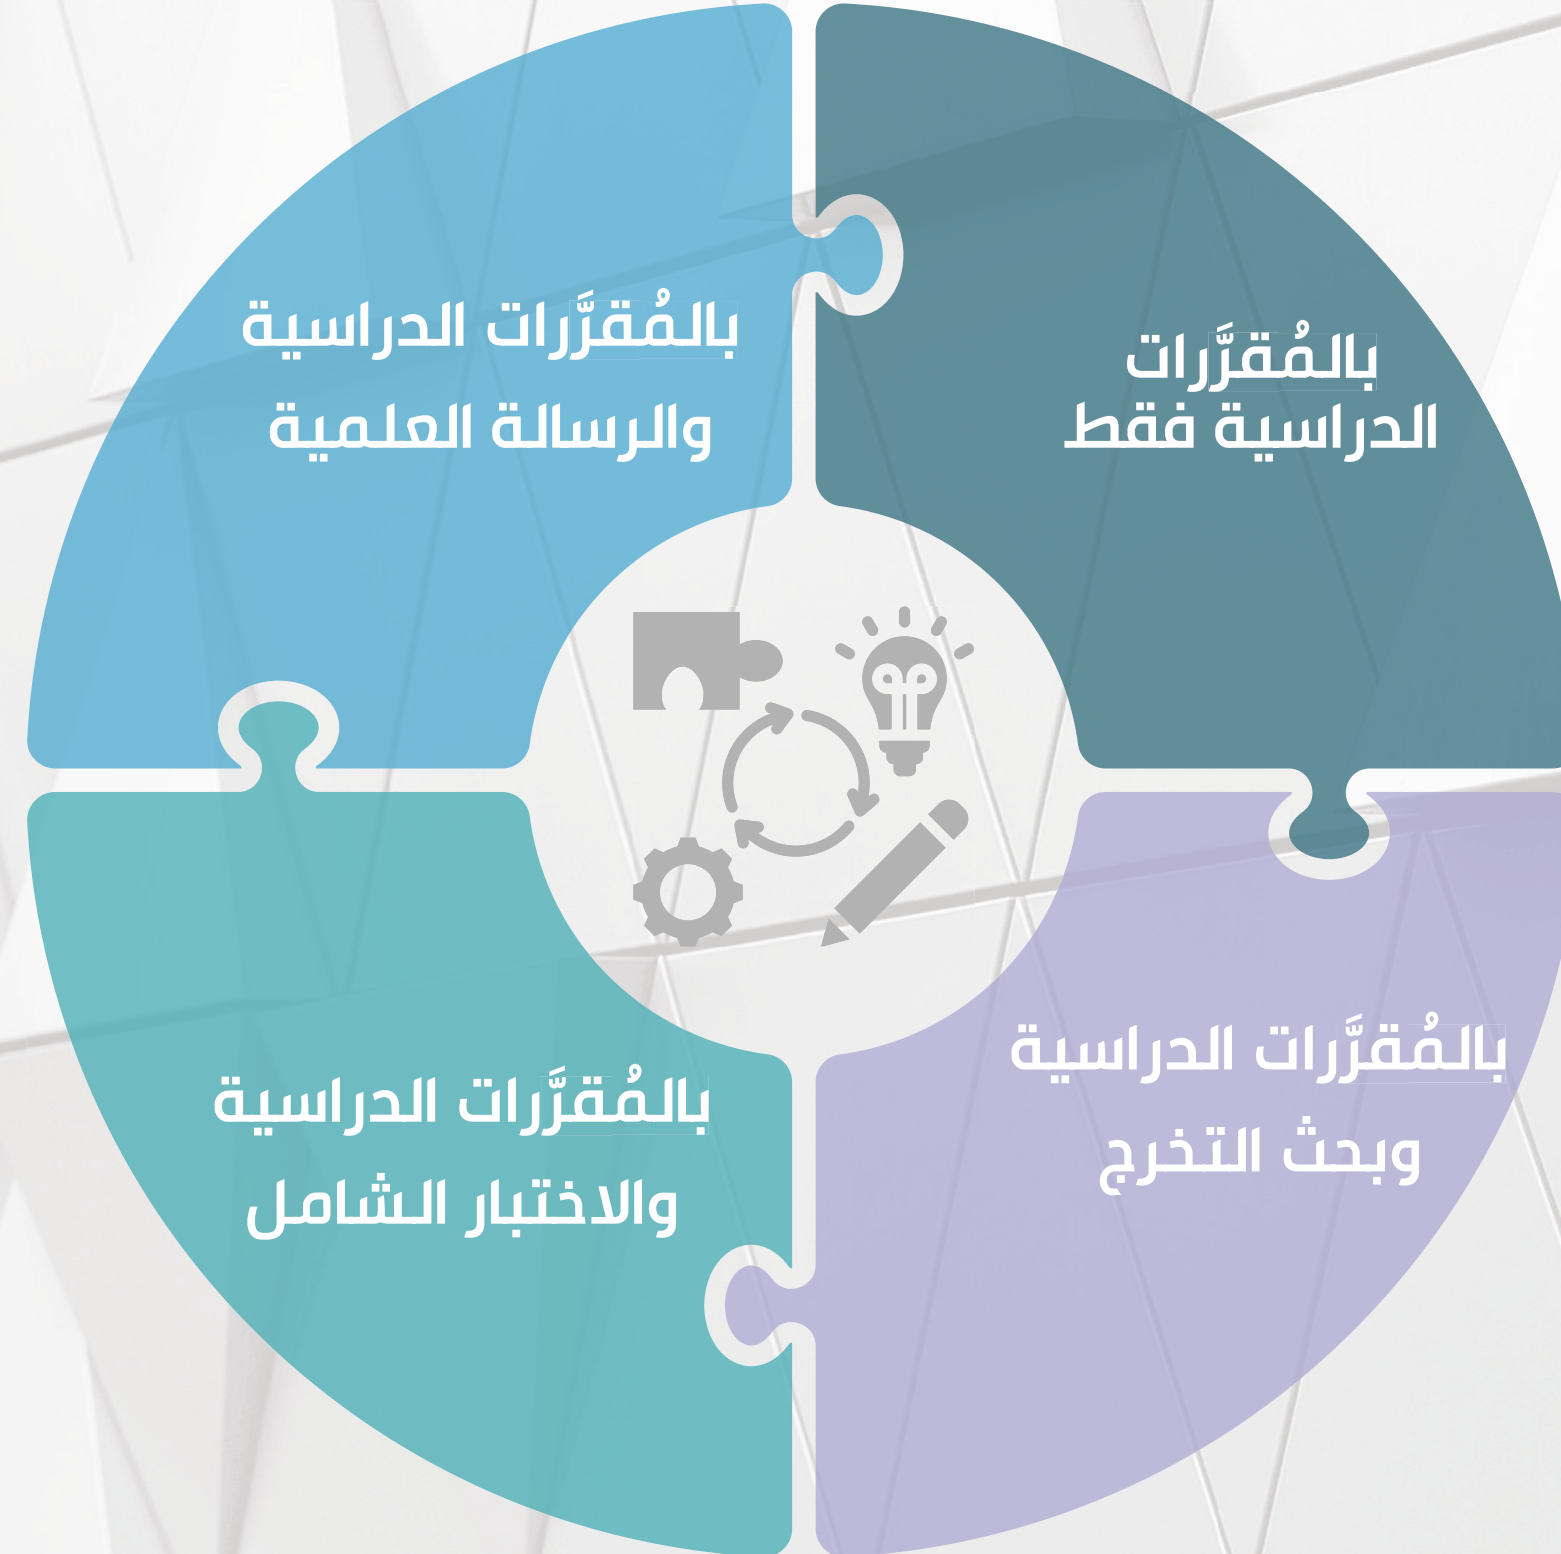 بالمُقرَّرات
الدراسية فقط
بالمُقرَّرات الدراسية
والرسالة العلمية
بالمُقرَّرات الدراسية
وبحث التخرج
بالمُقرَّرات الدراسية
والاختبار الشامل